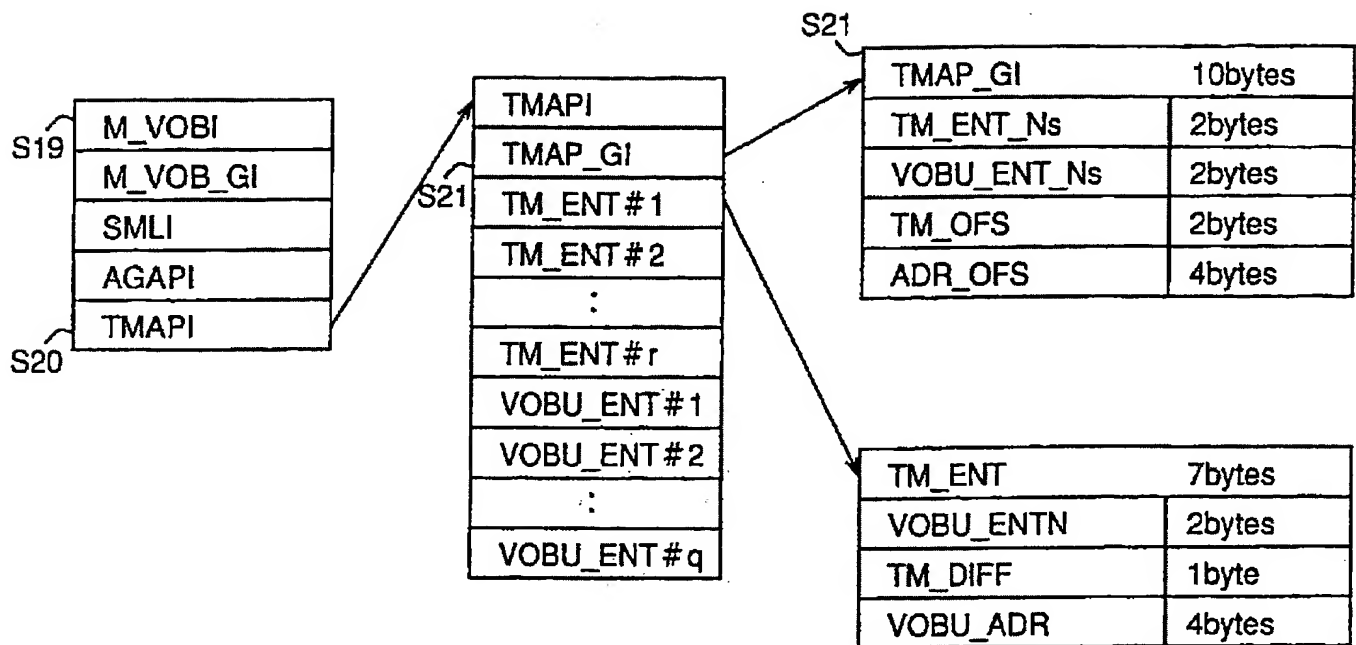 S19
M_VOBI
M_VOB_GI
SMLI
AGAPI
TMAPI
S20
TMAPI
TMAP_GI
S21
TM_ENT#1
TM_ENT#2
:
TM_ENT#r
VOBU_ENT#1
VOBU_ENT#2
:
VOBU_ENT#q
S21
TMAP_GI 10bytes
TM_ENT_Ns 2bytes
VOBU_ENT_Ns 2bytes
TM_OFS 2bytes
ADR_OFS 4bytes
TM_ENT 7bytes
VOBU_ENTN 2bytes
TM_DIFF 1byte
VOBU_ADR 4bytes